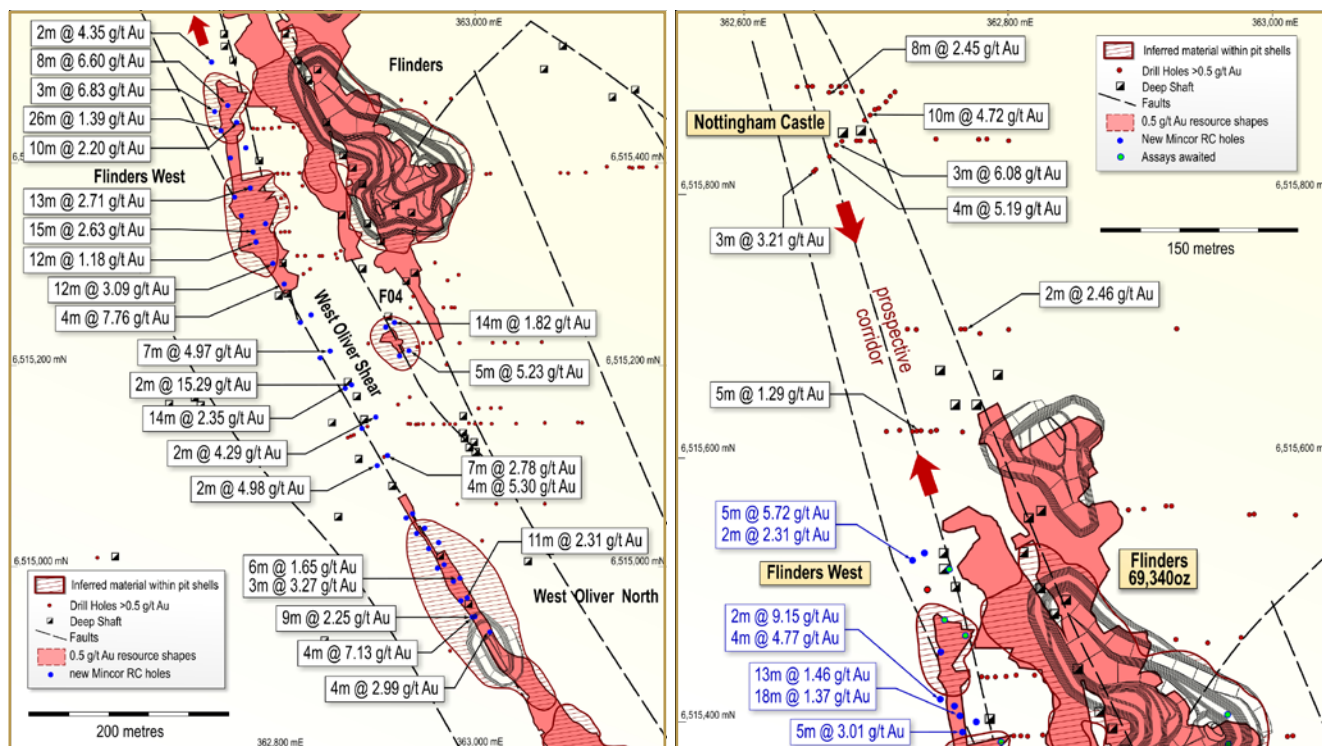 363,000 mE
2m @ 4.35 g/t Au
8m @ 6.60 g/t Au
3m @ 6.83 g/t Au
26m @ 1.39 g/t Au
10m @ 2.20 g/t Au
Flinders
6,515,400 mN
Flinders West
13m @ 2.71 g/t Au
15m @ 2.63 g/t Au
12m @ 1.18 g/t Au
12m @ 3.09 g/t Au
4m @ 7.76 g/t Au
West Oliver Shear
F04
14m @ 1.82 g/t Au
7m @ 4.97 g/t Au
6,515,200 mN
5m @ 5.23 g/t Au
2m @ 15.29 g/t Au
14m @ 2.35 g/t Au
2m @ 4.29 g/t Au
2m @ 4.98 g/t Au
7m @ 2.78 g/t Au
4m @ 5.30 g/t Au
11m @ 2.31 g/t Au
6,515,000 mN
6m @ 1.65 g/t Au
3m @ 3.27 g/t Au
West Oliver North
9m @ 2.25 g/t Au
4m @ 7.13 g/t Au
4m @ 2.99 g/t Au
Inferred material within pit shells
Drill Holes >0.5 g/t Au
Deep Shaft
Faults
0.5 g/t Au resource shapes
new Mincor RC holes
200 metres
362,800 mE
363,000 mE
362,600 mE
362,800 mE
363,000 mE
8m @ 2.45 g/t Au
Nottingham Castle
10m @ 4.72 g/t Au
3m @ 6.08 g/t Au
6,515,800 mN
4m @ 5.19 g/t Au
3m @ 3.21 g/t Au
Inferred material within pit shells
Drill Holes >0.5 g/t Au
Deep Shaft
Faults
0.5 g/t Au resource shapes
New Mincor RC holes
Assays awaited
6,515,800 mN
150 metres
prospective
corridor
2m @ 2.46 g/t Au
5m @ 1.29 g/t Au
6,515,600 mN
6,515,600 mN
5m @ 5.72 g/t Au
2m @ 2.31 g/t Au
Flinders West
Flinders
69,340oz
2m @ 9.15 g/t Au
4m @ 4.77 g/t Au
13m @ 1.46 g/t Au
18m @ 1.37 g/t Au
5m @ 3.01 g/t Au
6,515,400 mN
6,515,400 mN
362,800 mE
363,000 mE